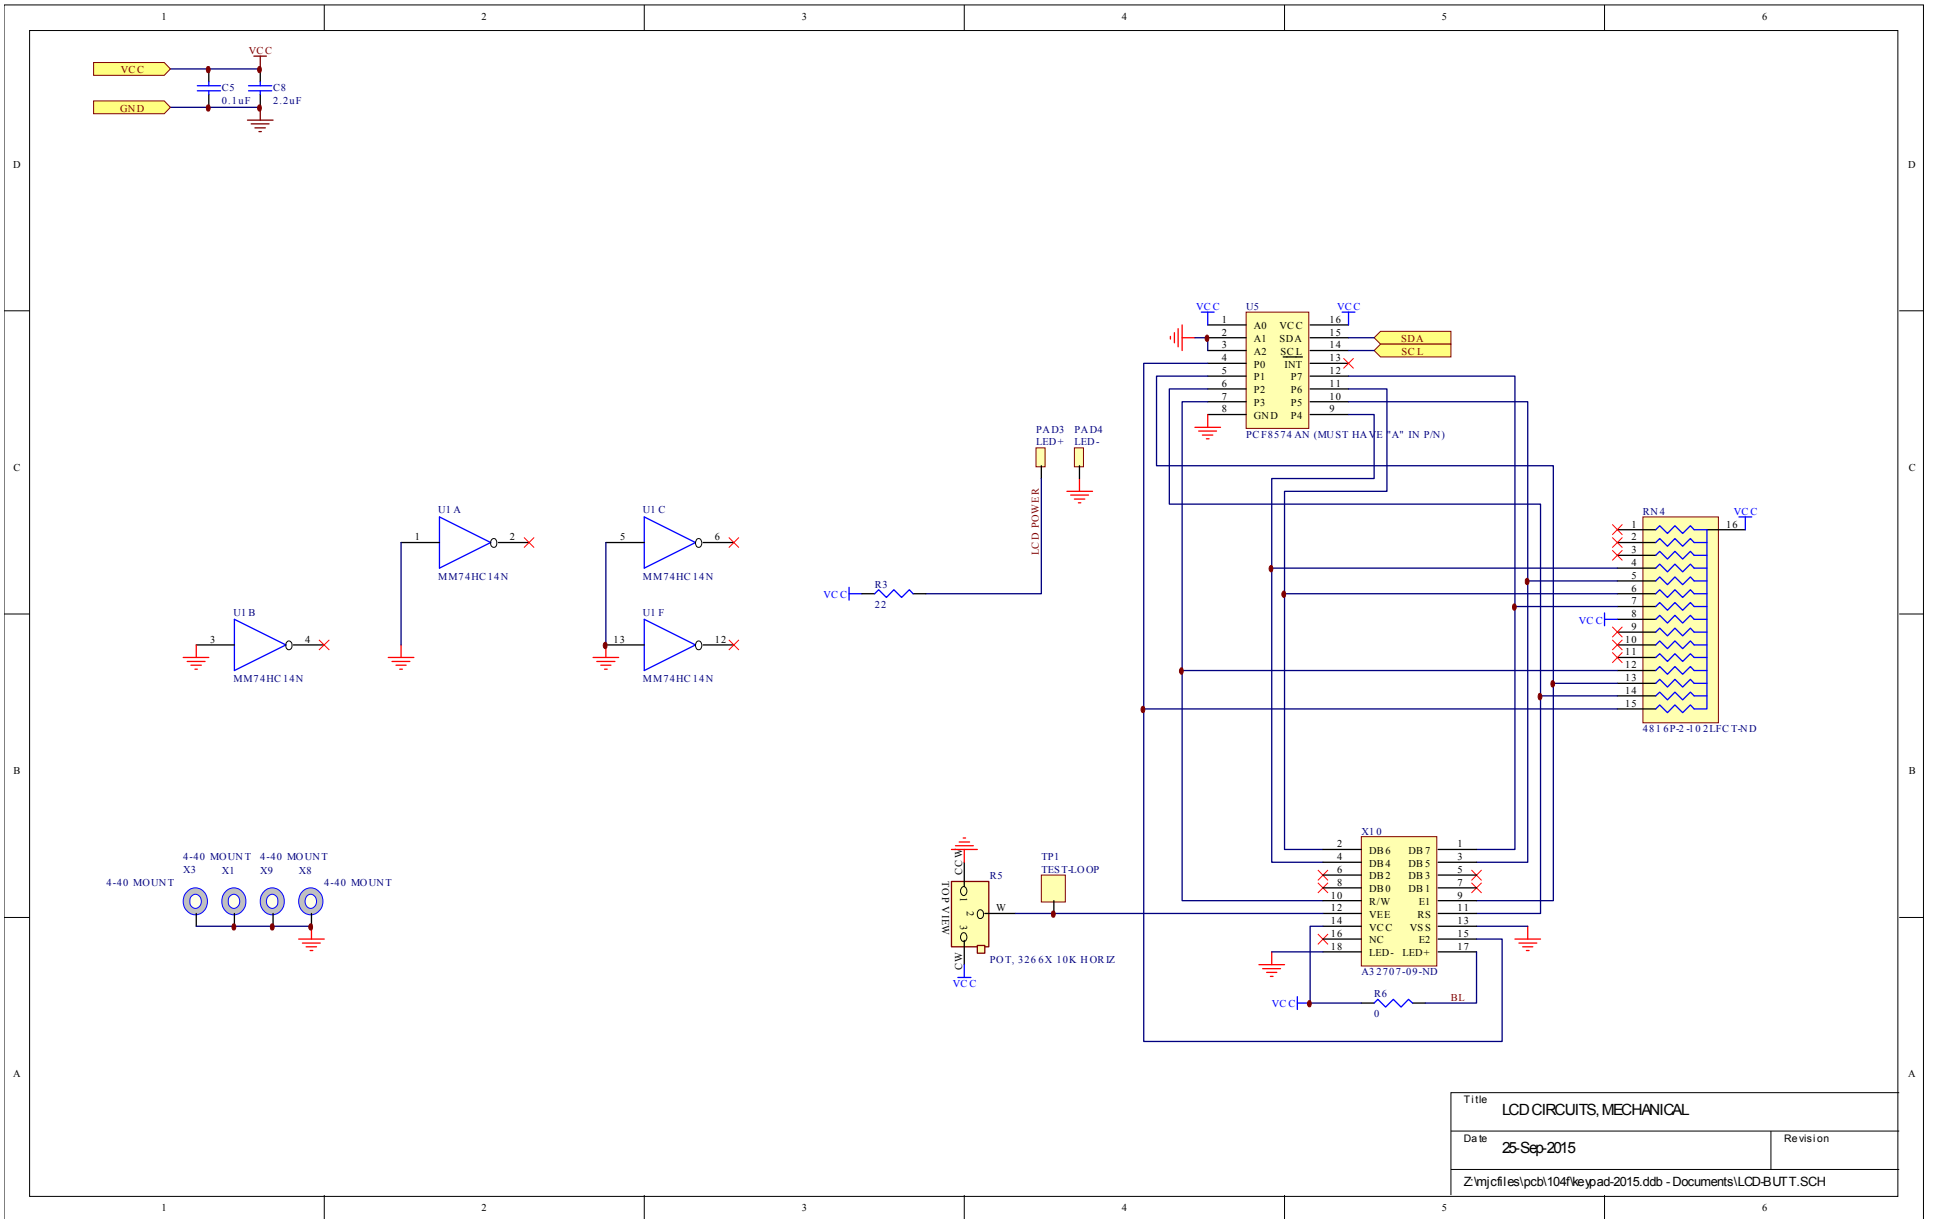 1 2 3 4 5 6
D D
C C
B B
A A
VCC
VCC
C5 C8
0.1uF 2.2uF
GND
VCC U5 VCC
1 A0 VCC 16
2 A1 SDA 15 SDA
3 A2 SCL 14 SCL
4 P0 INT 13
5 P1 P7 12
6 P2 P6 11
7 P3 P5 10
8 GND P4 9
PCF8574AN (MUST HAVE "A" IN P/N)
PAD3 PAD4
LED+ LED-
LCD POWER
U1A
1 2
MM74HC14N
U1C
5 6
MM74HC14N
U1B
3 4
MM74HC14N
U1F
13 12
MM74HC14N
VCC R3
22
RN4 VCC
1 16
2
3
4
5
6
7
VCC 8
9
10
11
12
13
14
15
4816P-2-102LFCT-ND
4-40 MOUNT 4-40 MOUNT
X3 X1 X9 X8
4-40 MOUNT 4-40 MOUNT
CCW
R5
TOP VIEW
1
2 W
3
CW
VCC
POT, 3266X 10K HORIZ
TP1
TEST-LOOP
X10
2 DB6 DB7 1
4 DB4 DB5 3
6 DB2 DB3 5
8 DB0 DB1 7
10 R/W E1 9
12 VEE RS 11
14 VCC VSS 13
16 NC E2 15
18 LED- LED+ 17
A32707-09-ND
VCC R6 BL
0
Title LCD CIRCUITS, MECHANICAL
Date 25-Sep-2015 Revision
Z:\mjcfiles\pcb\104f\keypad-2015.ddb - Documents\LCD-BUTT.SCH
1 2 3 4 5 6